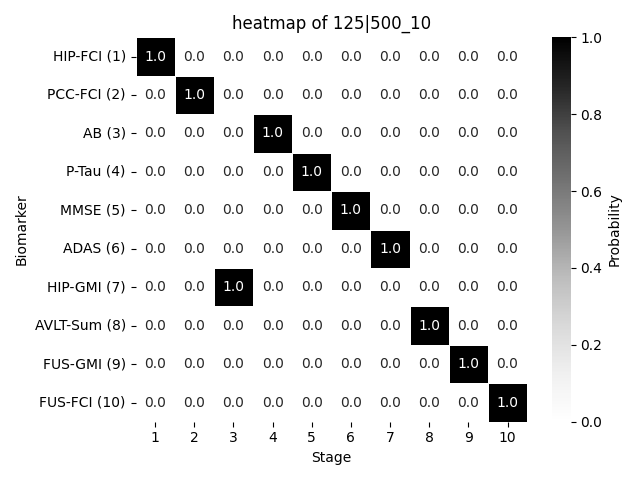 heatmap of 125|500_10
HIP-FCI (1) 1.0 0.0 0.0 0.0 0.0 0.0 0.0 0.0 0.0 0.0
PCC-FCI (2) 0.0 1.0 0.0 0.0 0.0 0.0 0.0 0.0 0.0 0.0
AB (3) 0.0 0.0 0.0 1.0 0.0 0.0 0.0 0.0 0.0 0.0
P-Tau (4) 0.0 0.0 0.0 0.0 1.0 0.0 0.0 0.0 0.0 0.0
MMSE (5) 0.0 0.0 0.0 0.0 0.0 1.0 0.0 0.0 0.0 0.0
ADAS (6) 0.0 0.0 0.0 0.0 0.0 0.0 1.0 0.0 0.0 0.0
HIP-GMI (7) 0.0 0.0 1.0 0.0 0.0 0.0 0.0 0.0 0.0 0.0
AVLT-Sum (8) 0.0 0.0 0.0 0.0 0.0 0.0 0.0 1.0 0.0 0.0
FUS-GMI (9) 0.0 0.0 0.0 0.0 0.0 0.0 0.0 0.0 1.0 0.0
FUS-FCI (10) 0.0 0.0 0.0 0.0 0.0 0.0 0.0 0.0 0.0 1.0
1 2 3 4 5 6 7 8 9 10
Stage
Biomarker
1.0
0.8
0.6
0.4
0.2
0.0
Probability